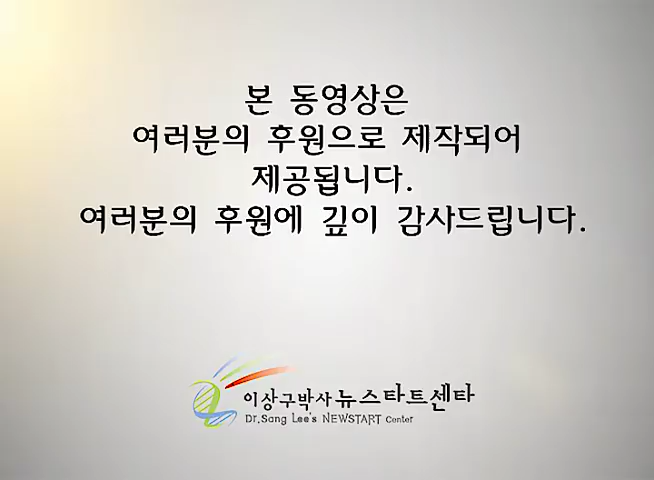 본 동영상은
여러분의 후원으로 제작되어
제공됩니다.
여러분의 후원에 깊이 감사드립니다.
이상구박사 뉴스타트센타
Dr.Sang Lee's NEWSTART Center